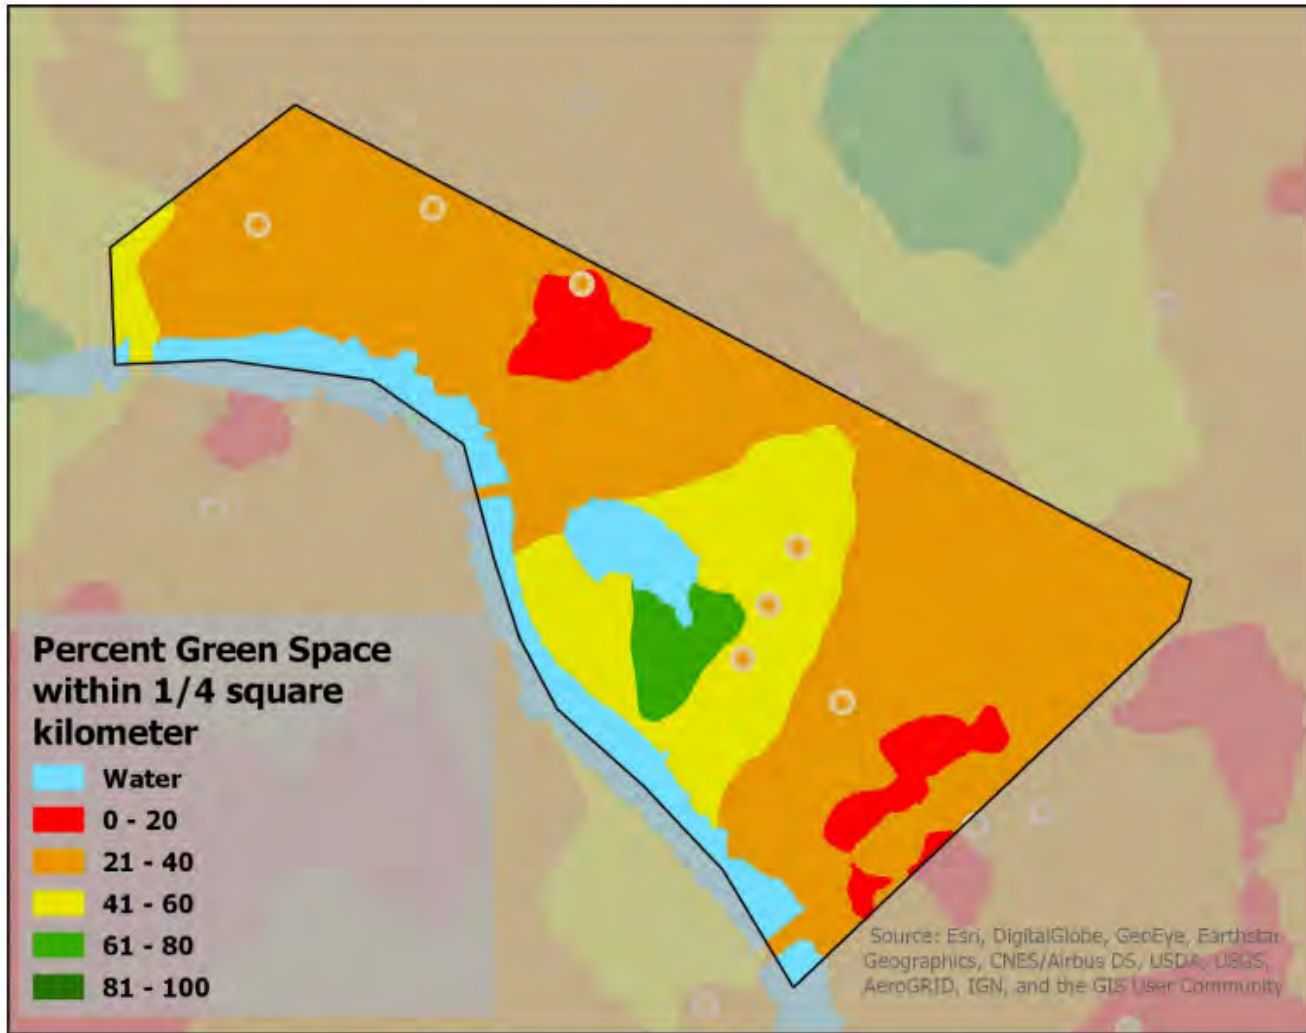 Percent Green Space
within 1/4 square
kilometer
Water
0 - 20
21 - 40
41 - 60
61 - 80
81 - 100
Source: Esri, DigitalGlobe, GeoEye, Earthstar
Geographics, CNES/Airbus DS, USDA, USGS,
AeroGRID, IGN, and the GIS User Community